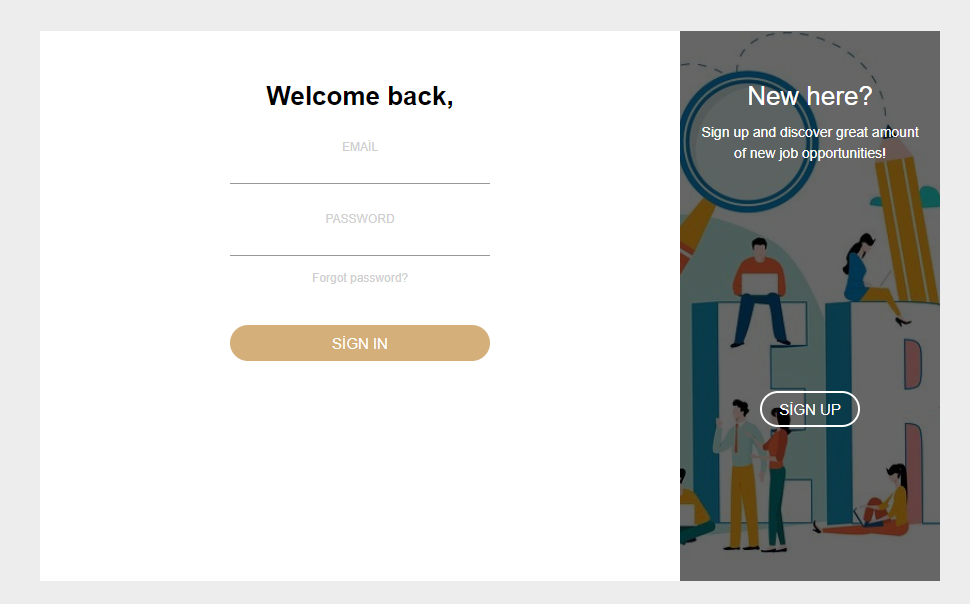 Welcome back,
EMAİL
PASSWORD
Forgot password?
SİGN IN
New here?
Sign up and discover great amount
of new job opportunities!
SİGN UP
ER